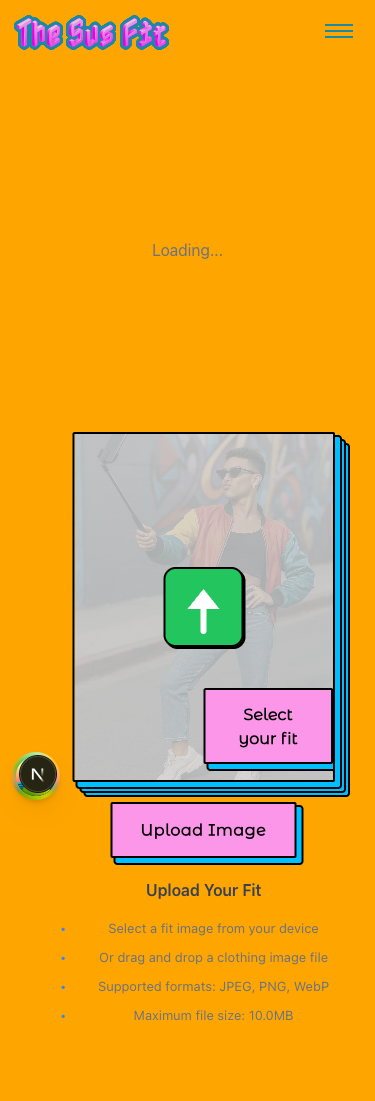 The Sus Fit
Loading...
Select
your fit
N
Upload Image
Upload Your Fit
• Select a fit image from your device
• Or drag and drop a clothing image file
• Supported formats: JPEG, PNG, WebP
• Maximum file size: 10.0MB